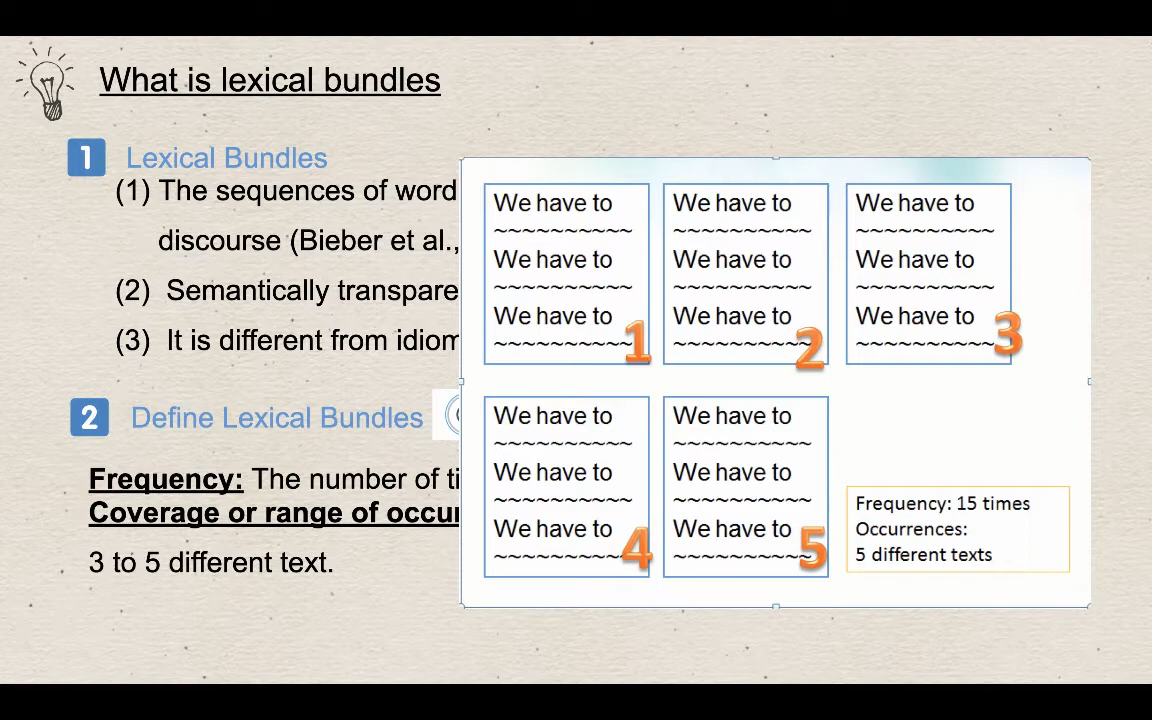 What is lexical bundles
1 Lexical Bundles
(1) The sequences of word
discourse (Bieber et al.,
(2) Semantically transpare
(3) It is different from idiom
2 Define Lexical Bundles
Frequency: The number of ti
Coverage or range of occur
3 to 5 different text.
We have to
~~~~~~~~~~
We have to
~~~~~~~~~~
We have to
~~~~~~~~~~
1
We have to
~~~~~~~~~~
We have to
~~~~~~~~~~
We have to
~~~~~~~~~~
2
We have to
~~~~~~~~~~
We have to
~~~~~~~~~~
We have to
~~~~~~~~~~
3
We have to
~~~~~~~~~~
We have to
~~~~~~~~~~
We have to
~~~~~~~~~~
4
We have to
~~~~~~~~~~
We have to
~~~~~~~~~~
We have to
~~~~~~~~~~
5
Frequency: 15 times
Occurrences:
5 different texts